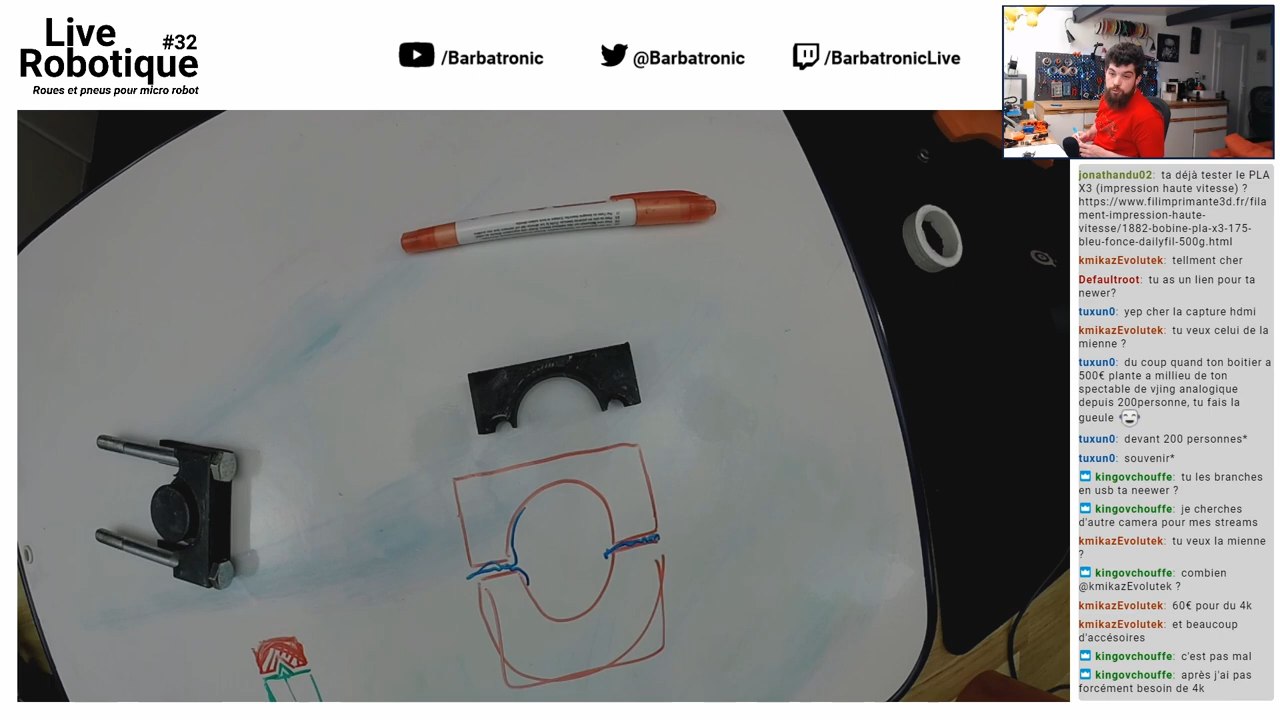 Live
Robotique
#32
Roues et pneus pour micro robot
/Barbatronic
@Barbatronic
/BarbatronicLive
jonathandu02: ta déjà tester le PLA
X3 (impression haute vitesse) ?
https://www.filimprimante3d.fr/fila
ment-impression-haute-
vitesse/1882-bobine-pla-x3-175-
bleu-fonce-dailyfil-500g.html
kmikazEvolutek: tellment cher
Defaultroot: tu as un lien pour ta
newer?
tuxun0: yep cher la capture hdmi
kmikazEvolutek: tu veux celui de la
mienne ?
tuxun0: du coup quand ton boitier a
500€ plante a millieu de ton
spectable de vjing analogique
depuis 200personne, tu fais la
gueule
tuxun0: devant 200 personnes*
tuxun0: souvenir*
kingovchouffe: tu les branches
en usb ta neewer ?
kingovchouffe: je cherches
d'autre camera pour mes streams
kmikazEvolutek: tu veux la mienne
?
kingovchouffe: combien
@kmikazEvolutek ?
kmikazEvolutek: 60€ pour du 4k
kmikazEvolutek: et beaucoup
d'accésoires
kingovchouffe: c'est pas mal
kingovchouffe: après j'ai pas
forcément besoin de 4k